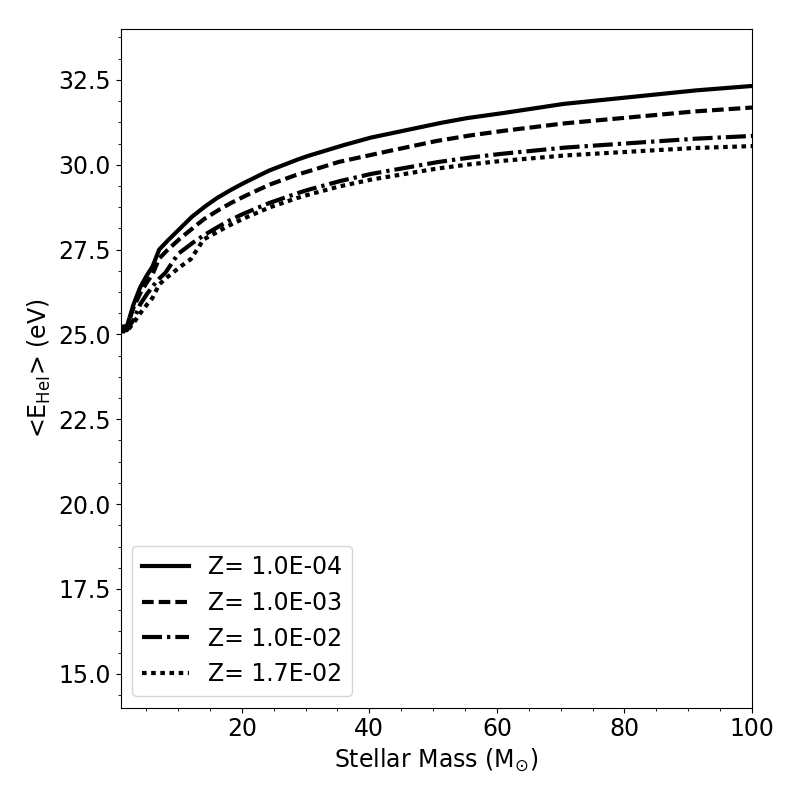 32.5
30.0
27.5
25.0
22.5
20.0
17.5
15.0
<E_HeI> (eV)
Z= 1.0E-04
Z= 1.0E-03
Z= 1.0E-02
Z= 1.7E-02
20 40 60 80 100
Stellar Mass (M_⊙)